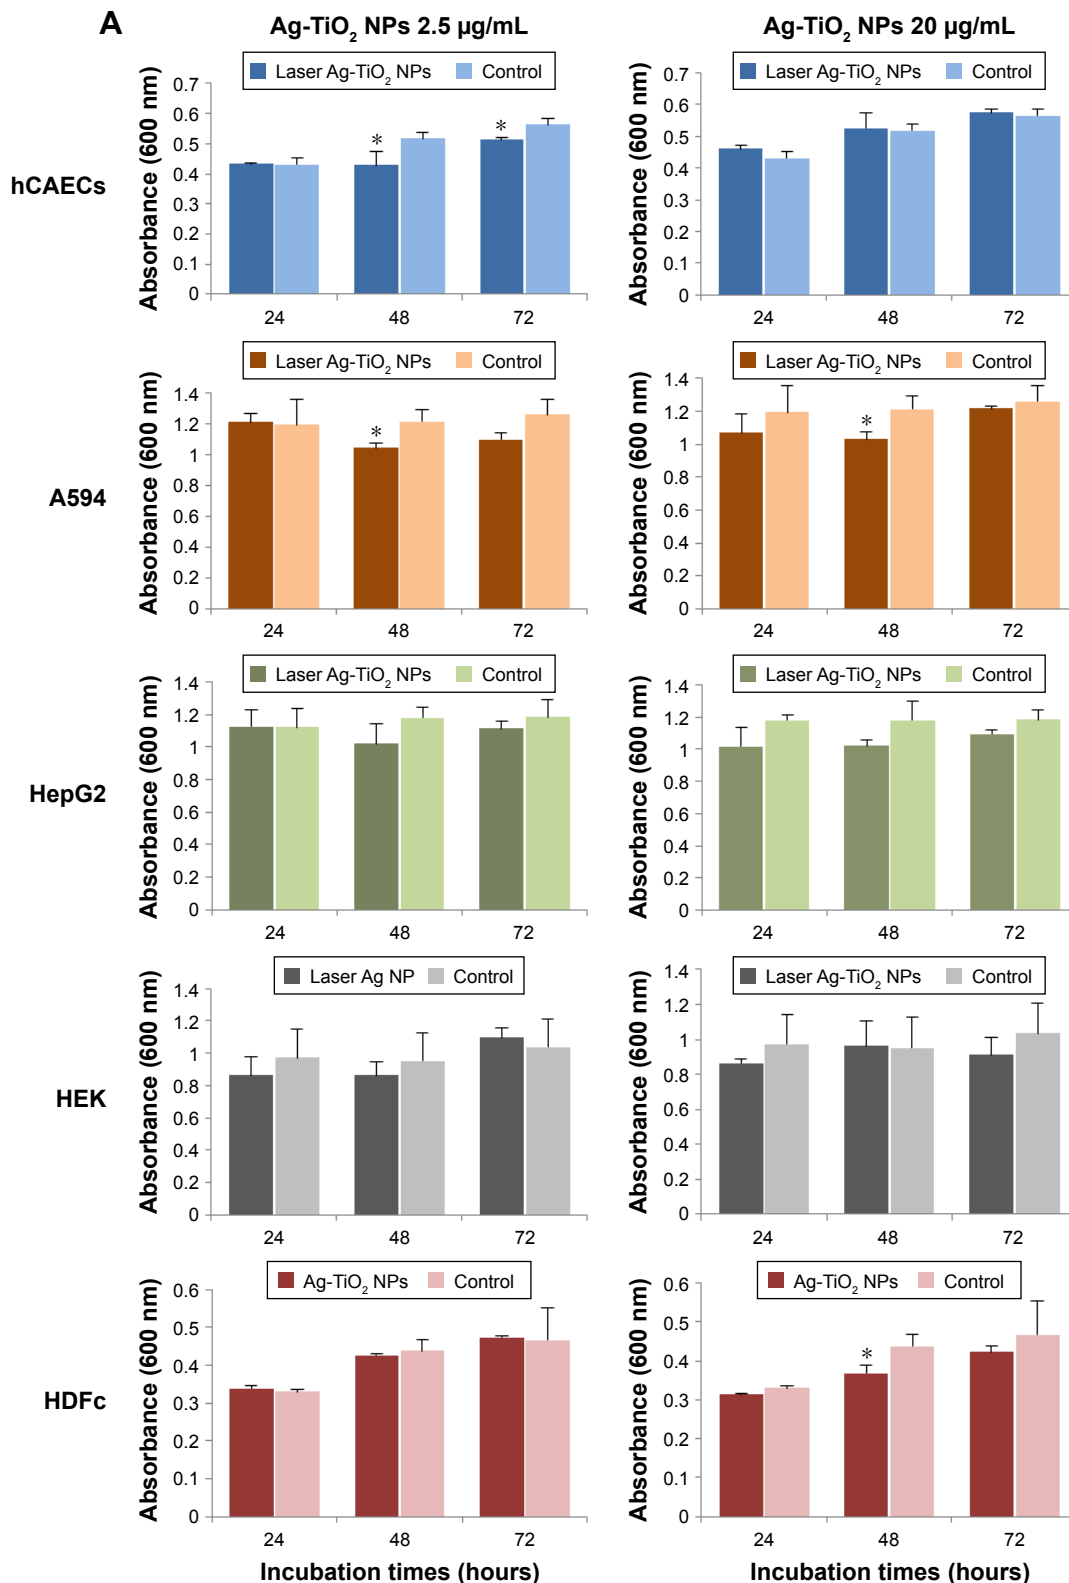 A
Ag-TiO₂ NPs 2.5 µg/mL
Ag-TiO₂ NPs 20 µg/mL
hCAECs
Absorbance (600 nm)
Laser Ag-TiO₂ NPs Control
0.7
0.6
0.5
0.4
0.3
0.2
0.1
0
* *
24 48 72
Absorbance (600 nm)
Laser Ag-TiO₂ NPs Control
0.7
0.6
0.5
0.4
0.3
0.2
0.1
0
24 48 72
A594
Absorbance (600 nm)
Laser Ag-TiO₂ NPs Control
1.4
1.2
1
0.8
0.6
0.4
0.2
0
*
24 48 72
Absorbance (600 nm)
Laser Ag-TiO₂ NPs Control
1.4
1.2
1
0.8
0.6
0.4
0.2
0
*
24 48 72
HepG2
Absorbance (600 nm)
Laser Ag-TiO₂ NPs Control
1.4
1.2
1
0.8
0.6
0.4
0.2
0
24 48 72
Absorbance (600 nm)
Laser Ag-TiO₂ NPs Control
1.4
1.2
1
0.8
0.6
0.4
0.2
0
24 48 72
HEK
Absorbance (600 nm)
Laser Ag NP Control
1.4
1.2
1
0.8
0.6
0.4
0.2
0
24 48 72
Absorbance (600 nm)
Laser Ag-TiO₂ NPs Control
1.4
1.2
1
0.8
0.6
0.4
0.2
0
24 48 72
HDFc
Absorbance (600 nm)
Ag-TiO₂ NPs Control
0.6
0.5
0.4
0.3
0.2
0.1
0
24 48 72
Incubation times (hours)
Absorbance (600 nm)
Ag-TiO₂ NPs Control
0.6
0.5
0.4
0.3
0.2
0.1
0
*
24 48 72
Incubation times (hours)